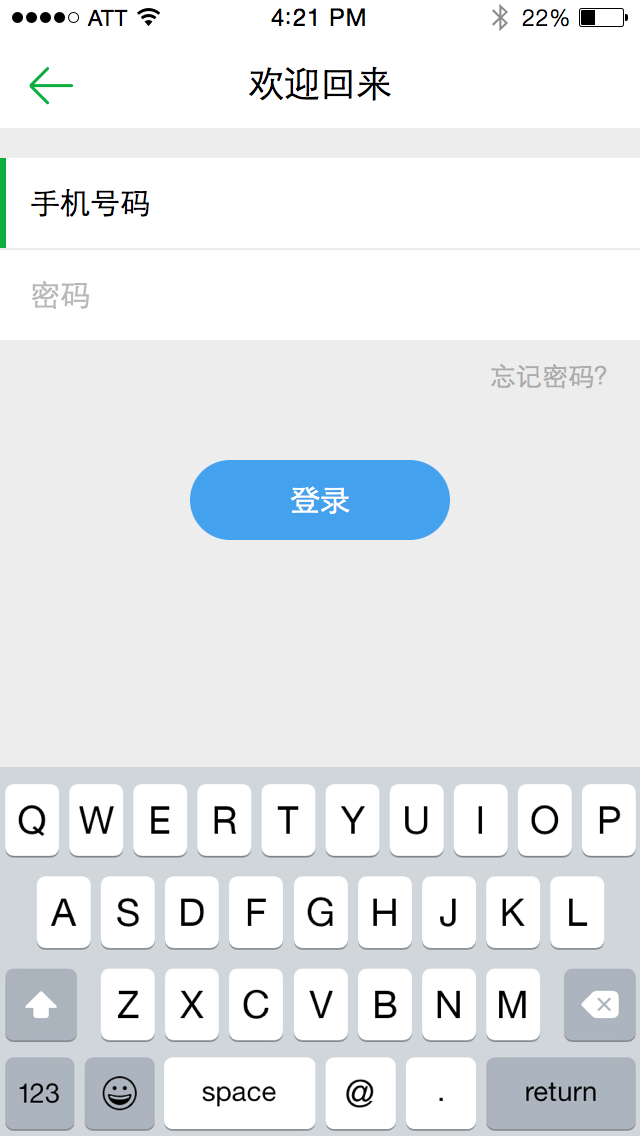 ATT 4:21 PM 22%
欢迎回来
手机号码
密码
忘记密码?
登录
Q W E R T Y U I O P
A S D F G H J K L
Z X C V B N M
123 space @ . return